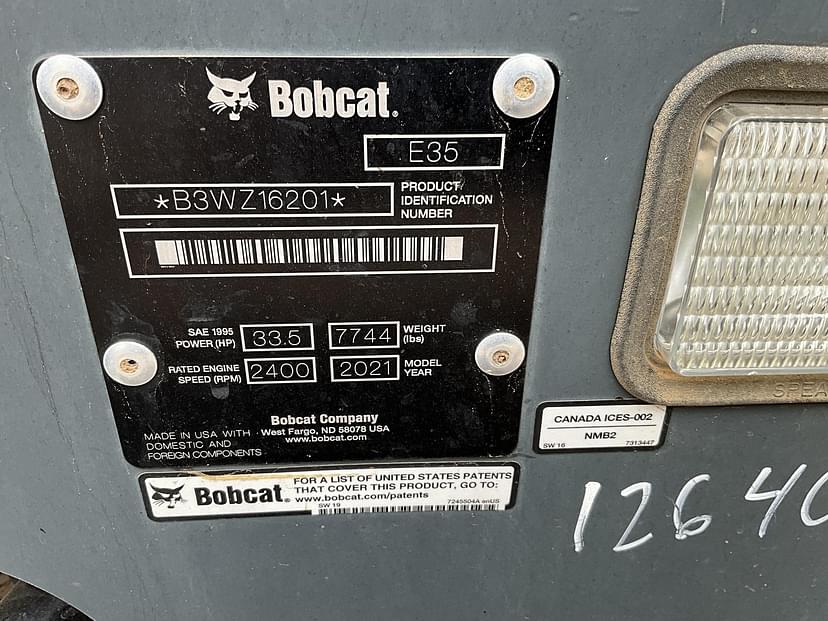 Bobcat.
E35
*B3WZ16201*
PRODUCT
IDENTIFICATION
NUMBER
SAE 1995
POWER (HP)
33.5
7744
WEIGHT
(lbs)
RATED ENGINE
SPEED (RPM)
2400
2021
MODEL
YEAR
Bobcat Company
West Fargo, ND 58078 USA
www.bobcat.com
MADE IN USA WITH
DOMESTIC AND
FOREIGN COMPONENTS
CANADA ICES-002
NMB2
SW 16
7313447
Bobcat.
FOR A LIST OF UNITED STATES PATENTS
THAT COVER THIS PRODUCT, GO TO:
www.bobcat.com/patents
SW 19
7245504A enUS